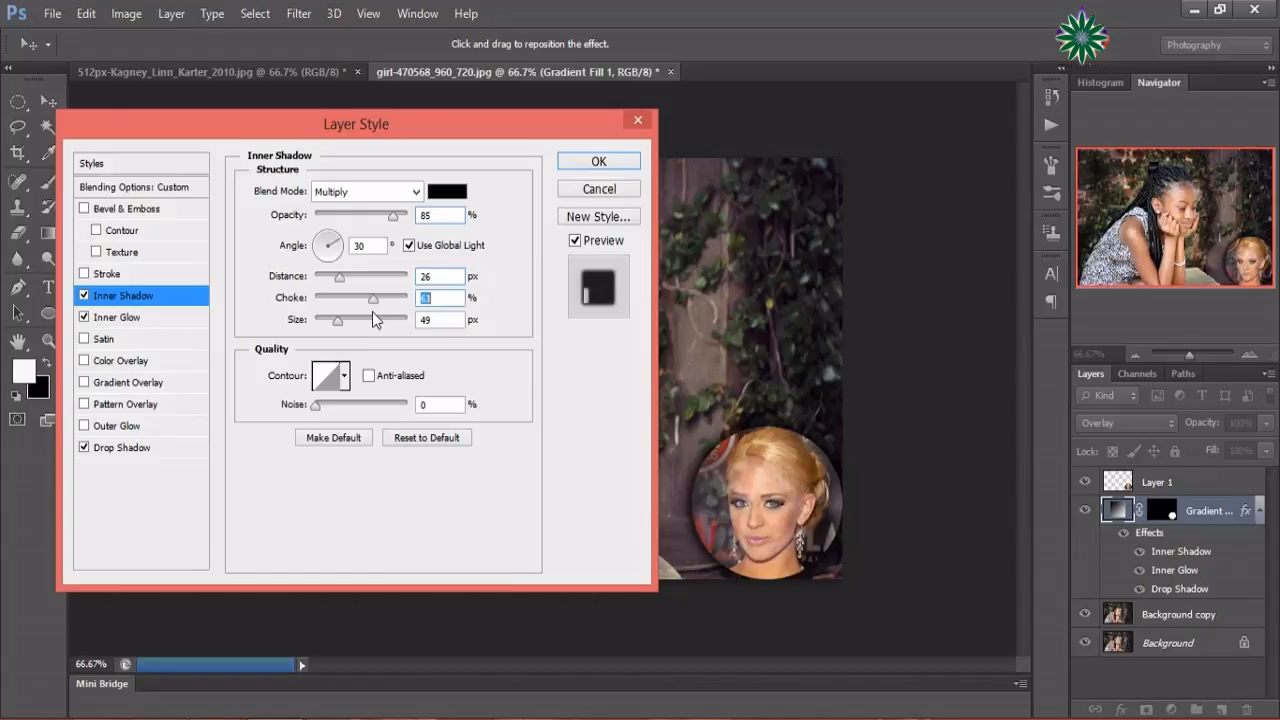 Ps File Edit Image Layer Type Select Filter 3D View Window Help
Click and drag to reposition the effect.
Photography
512px-Kagney_Linn_Karter_2010.jpg @ 66.7% (RGB/8) * ×
girl-470568_960_720.jpg @ 66.7% (Gradient Fill 1, RGB/8) * ×
Histogram Navigator
Layer Style
Styles
Blending Options: Custom
Bevel & Emboss
Contour
Texture
Stroke
Inner Shadow
Inner Glow
Satin
Color Overlay
Gradient Overlay
Pattern Overlay
Outer Glow
Drop Shadow
Inner Shadow
Structure
Blend Mode: Multiply
Opacity: 85 %
Angle: 30 ° Use Global Light
Distance: 26 px
Choke: 63 %
Size: 49 px
Quality
Contour: Anti-aliased
Noise: 0 %
Make Default Reset to Default
OK
Cancel
New Style...
Preview
66.67%
Layers Channels Paths
Kind
Overlay Opacity: 100%
Lock: Fill: 100%
Layer 1
Gradient ... fx
Effects
Inner Shadow
Inner Glow
Drop Shadow
Background copy
Background
66.67%
Mini Bridge